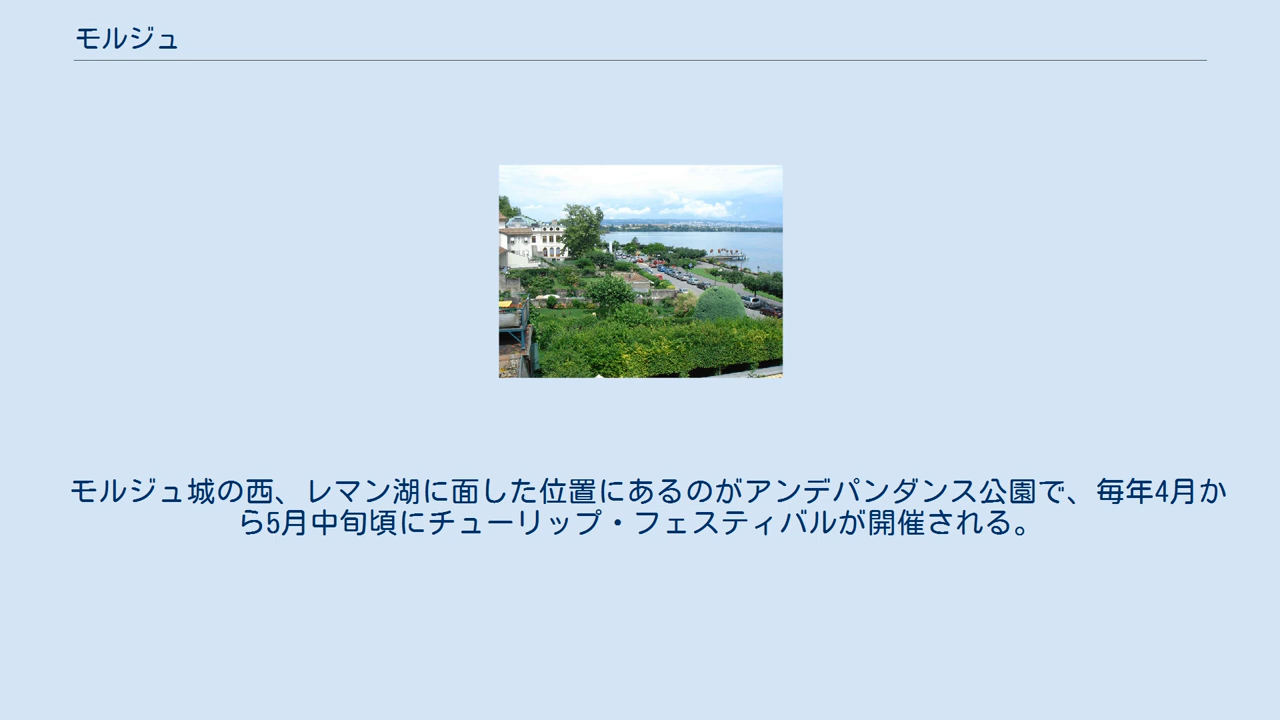 モルジュ
モルジュ城の西、レマン湖に面した位置にあるのがアンデパンダンス公園で、毎年4月か
ら5月中旬頃にチューリップ・フェスティバルが開催される。